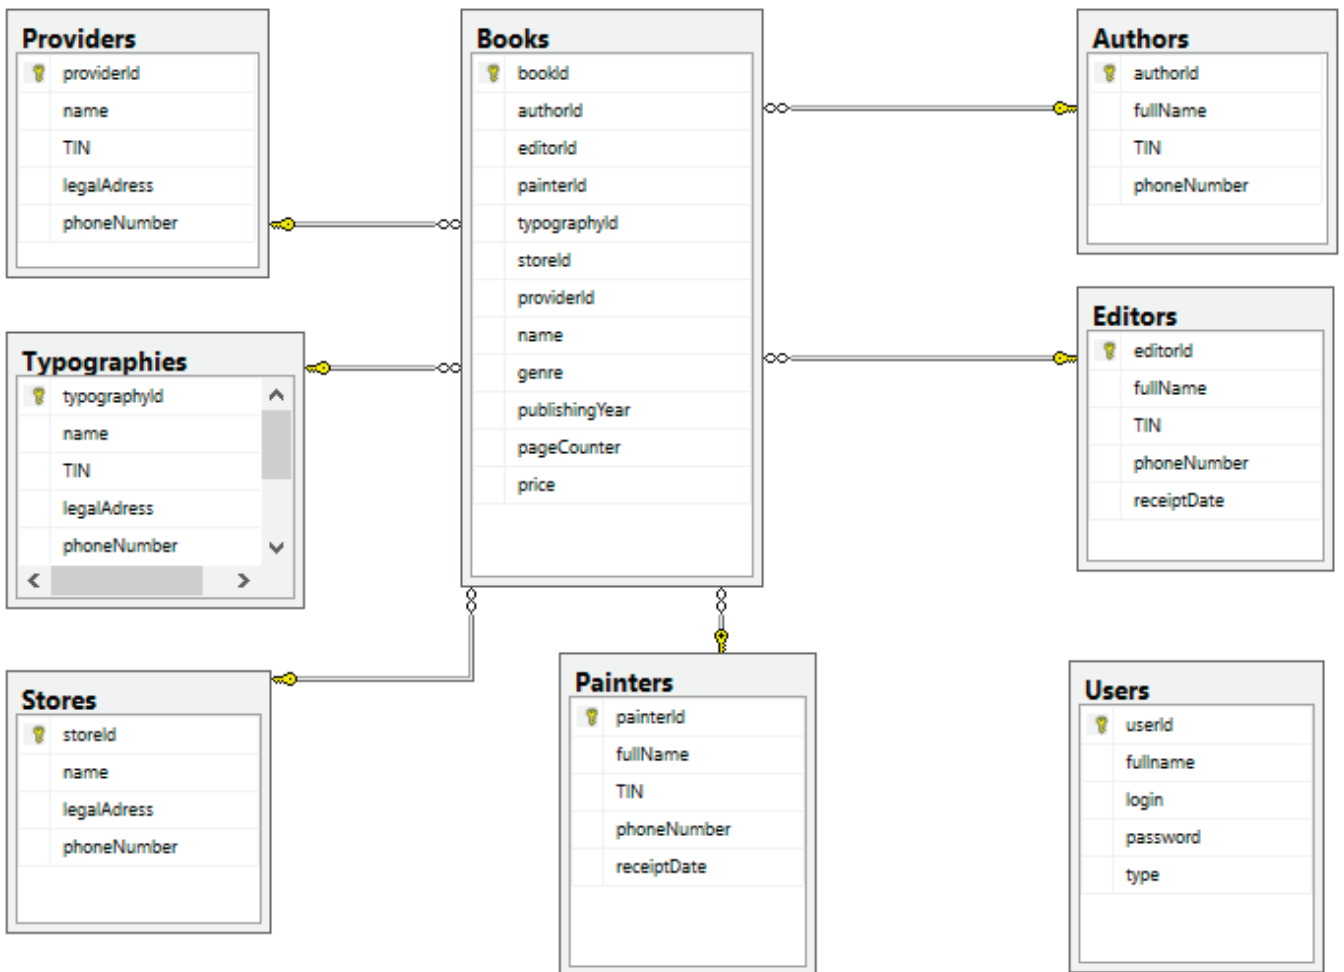 Providers
providerId
name
TIN
legalAdress
phoneNumber
Typographies
typographyId
name
TIN
legalAdress
phoneNumber
Stores
storeId
name
legalAdress
phoneNumber
Books
bookId
authorId
editorId
painterId
typographyId
storeId
providerId
name
genre
publishingYear
pageCounter
price
Painters
painterId
fullName
TIN
phoneNumber
receiptDate
Authors
authorId
fullName
TIN
phoneNumber
Editors
editorId
fullName
TIN
phoneNumber
receiptDate
Users
userId
fullname
login
password
type